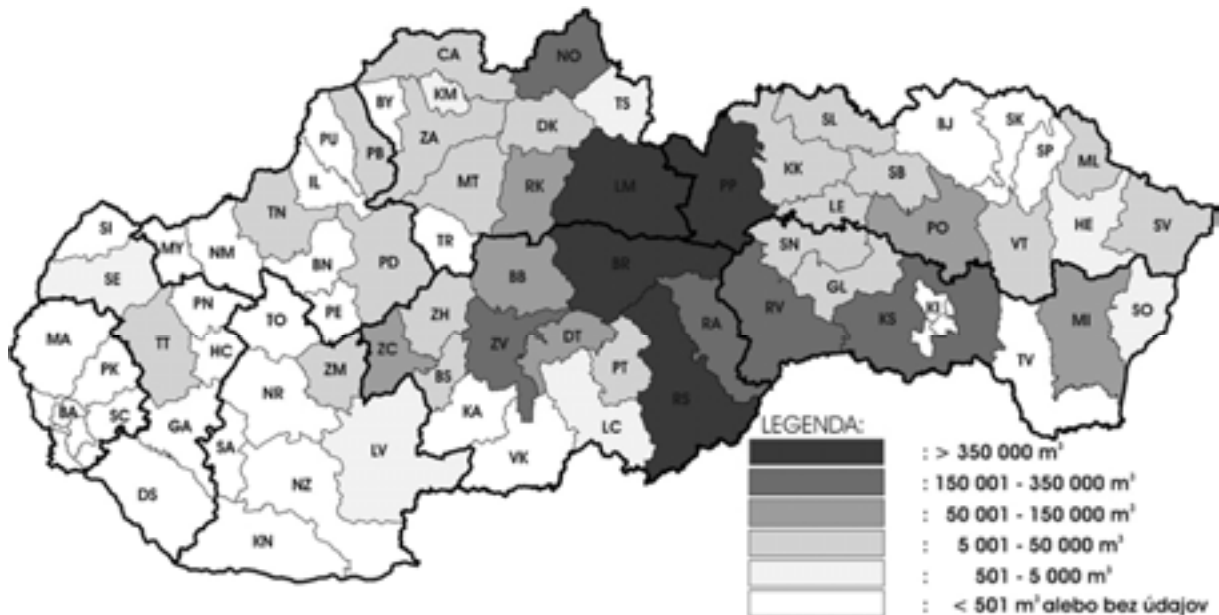 CA
NO
BY
KM
TS
PU
PB
ZA
DK
IL
MT
RK
LM
PP
SL
KK
SB
LE
BJ
SK
SP
ML
HE
SV
PO
VT
TN
SI
MY
NM
BN
PD
TR
SE
PN
TO
PE
BB
BR
SN
GL
RV
KS
KI
MI
SO
TV
MA
TT
HC
ZM
ZC
ZH
ZV
DT
RA
PK
BA
SC
GA
NR
BS
KA
PT
RS
SA
LV
VK
LC
DS
NZ
KN
LEGENDA:
: > 350 000 m³
: 150 001 - 350 000 m³
: 50 001 - 150 000 m³
: 5 001 - 50 000 m³
: 501 - 5 000 m³
: < 501 m³ alebo bez údajov